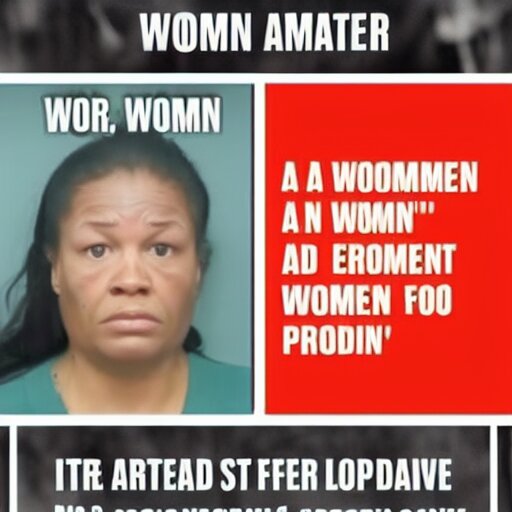 WOMN AMATER
WOR, WOMN
A A WOOMMEN
A N WOMN'"
AD EROMENT
WOMEN FOO
PRODIN'
ITR ARTEAD ST FFER LOPDAIVE